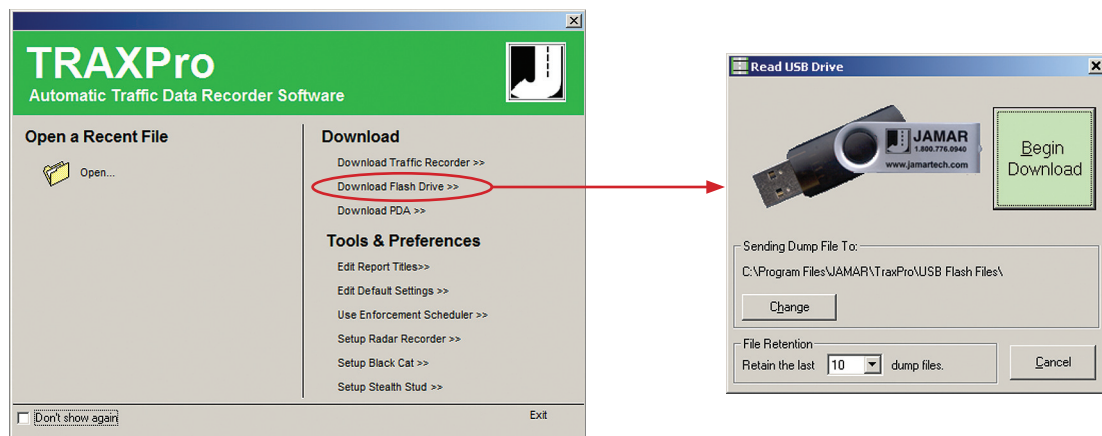 TRAXPro
Automatic Traffic Data Recorder Software
Open a Recent File
Open...
Download
Download Traffic Recorder >>
Download Flash Drive >>
Download PDA >>
Tools & Preferences
Edit Report Titles>>
Edit Default Settings >>
Use Enforcement Scheduler >>
Setup Radar Recorder >>
Setup Black Cat >>
Setup Stealth Stud >>
Don't show again
Exit
Read USB Drive
JAMAR
1.800.776.0940
www.jamartech.com
Begin
Download
Sending Dump File To:
C:\Program Files\JAMAR\TraxPro\USB Flash Files\
Change
File Retention
Retain the last 10 dump files.
Cancel